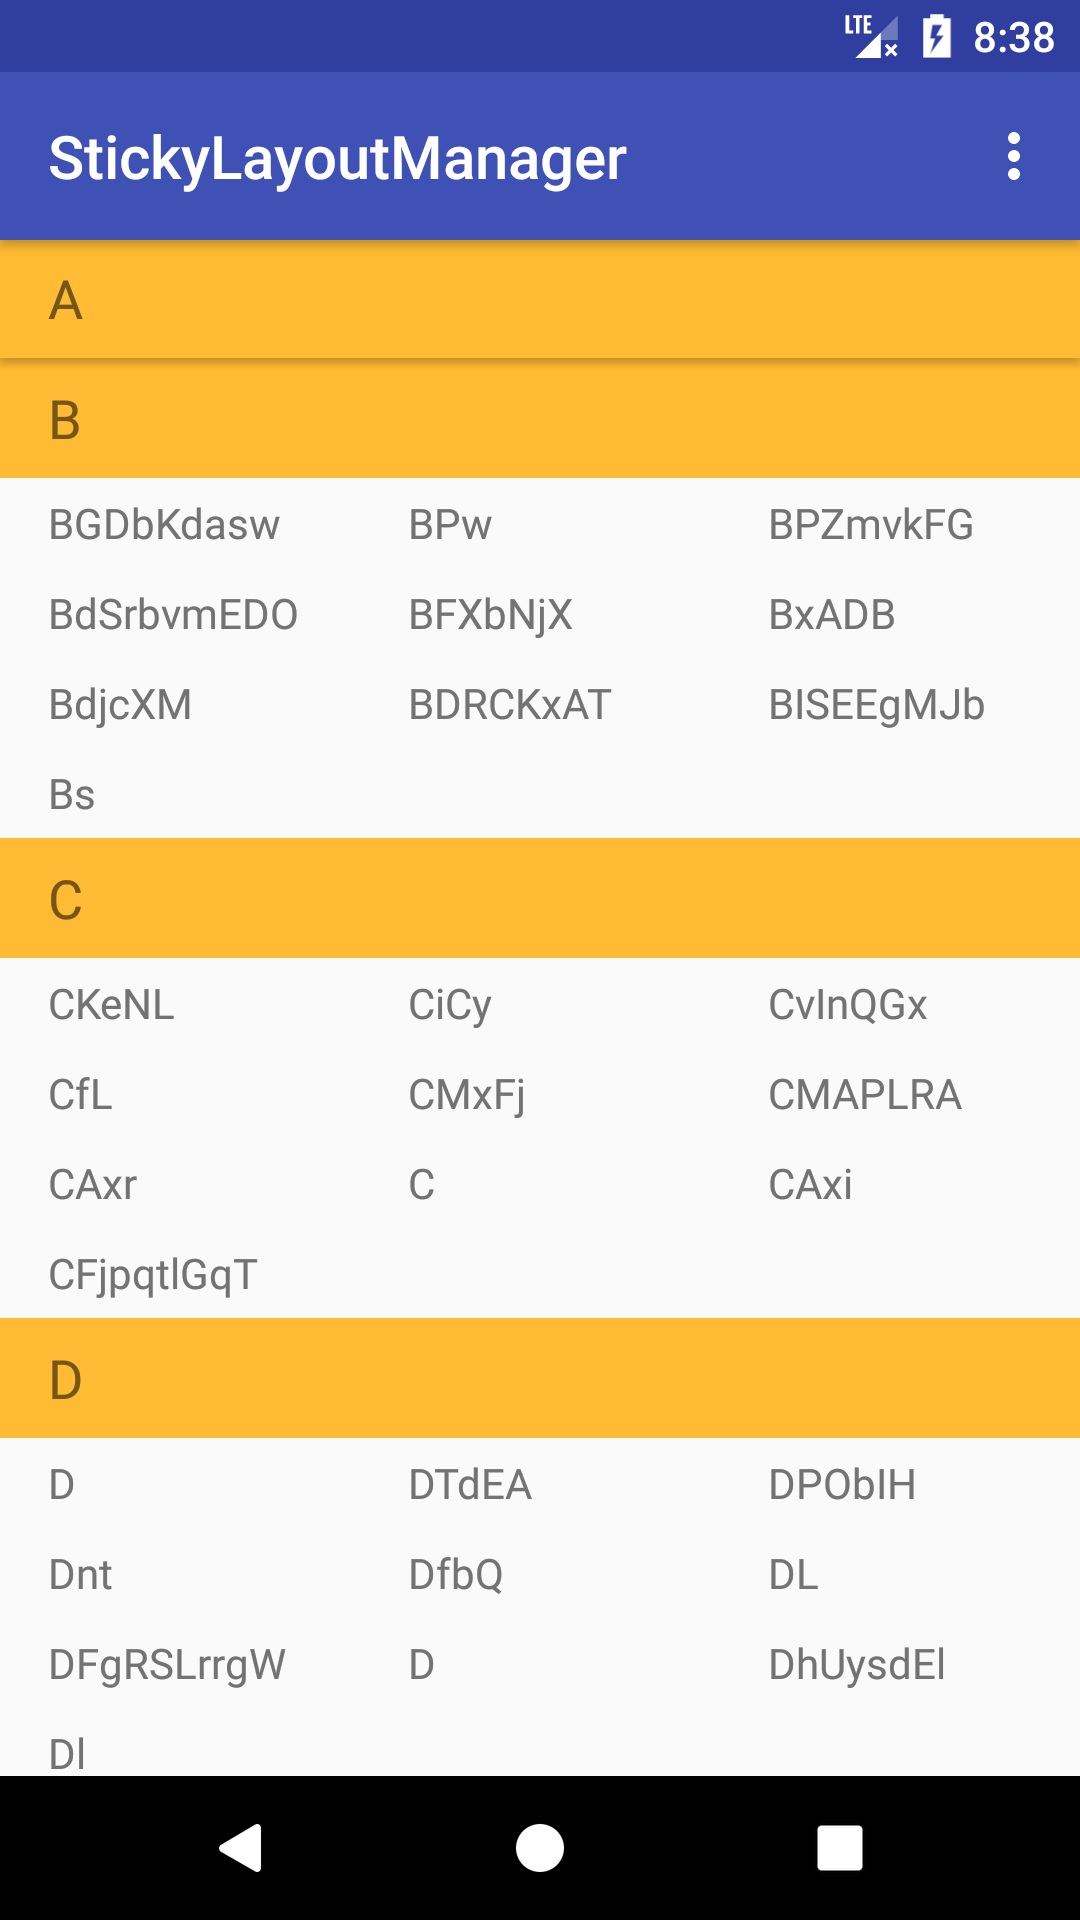 LTE 8:38
StickyLayoutManager
A
B
BGDbKdasw BPw BPZmvkFG
BdSrbvmEDO BFXbNjX BxADB
BdjcXM BDRCKxAT BISEEgMJb
Bs
C
CKeNL CiCy CvInQGx
CfL CMxFj CMAPLRA
CAxr C CAxi
CFjpqtlGqT
D
D DTdEA DPObIH
Dnt DfbQ DL
DFgRSLrrgW D DhUysdEl
Dl